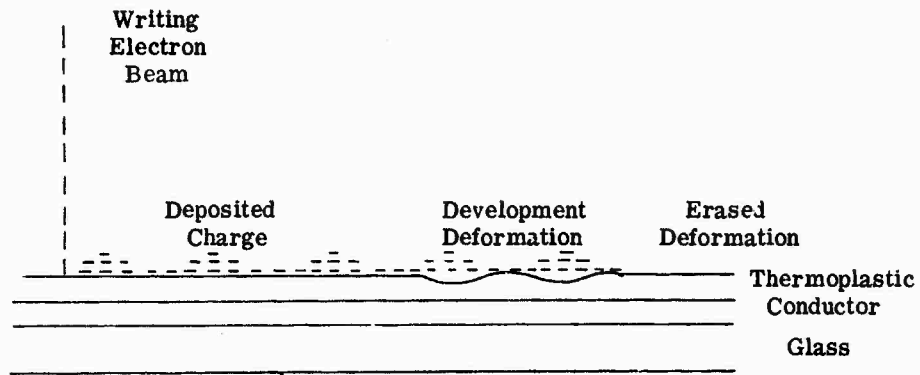 Writing
Electron
Beam
Deposited
Charge
Development
Deformation
Erased
Deformation
Thermoplastic
Conductor
Glass